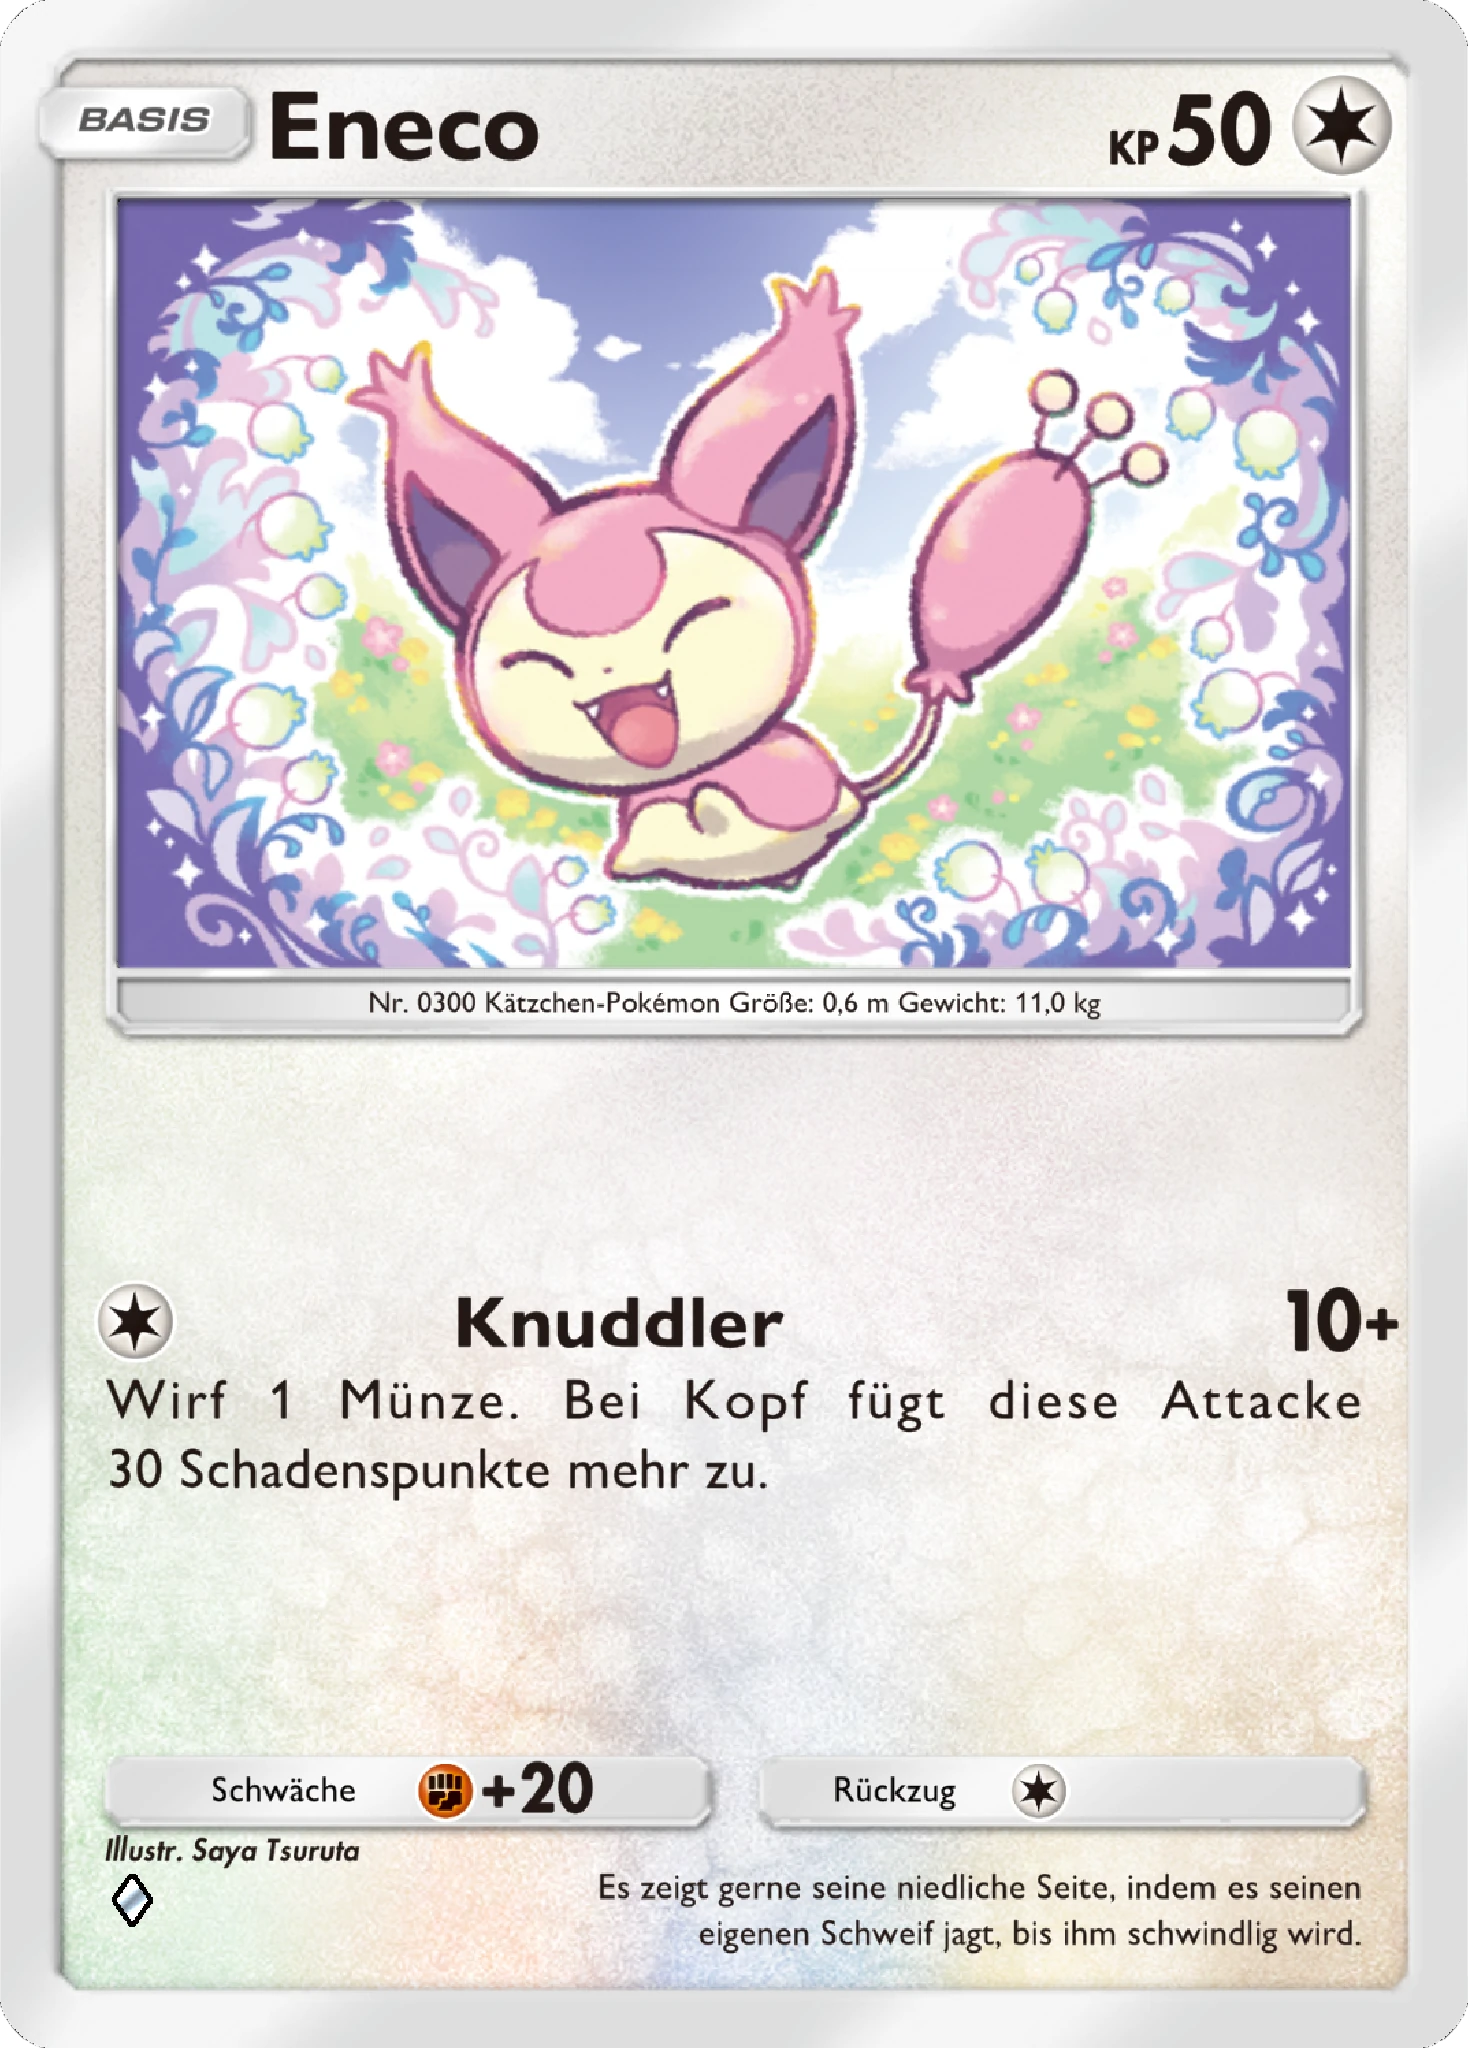 BASIS
Eneco
KP 50
Nr. 0300 Kätzchen-Pokémon Größe: 0,6 m Gewicht: 11,0 kg
Knuddler 10+
Wirf 1 Münze. Bei Kopf fügt diese Attacke
30 Schadenspunkte mehr zu.
Schwäche +20
Rückzug
Illustr. Saya Tsuruta
Es zeigt gerne seine niedliche Seite, indem es seinen
eigenen Schweif jagt, bis ihm schwindlig wird.